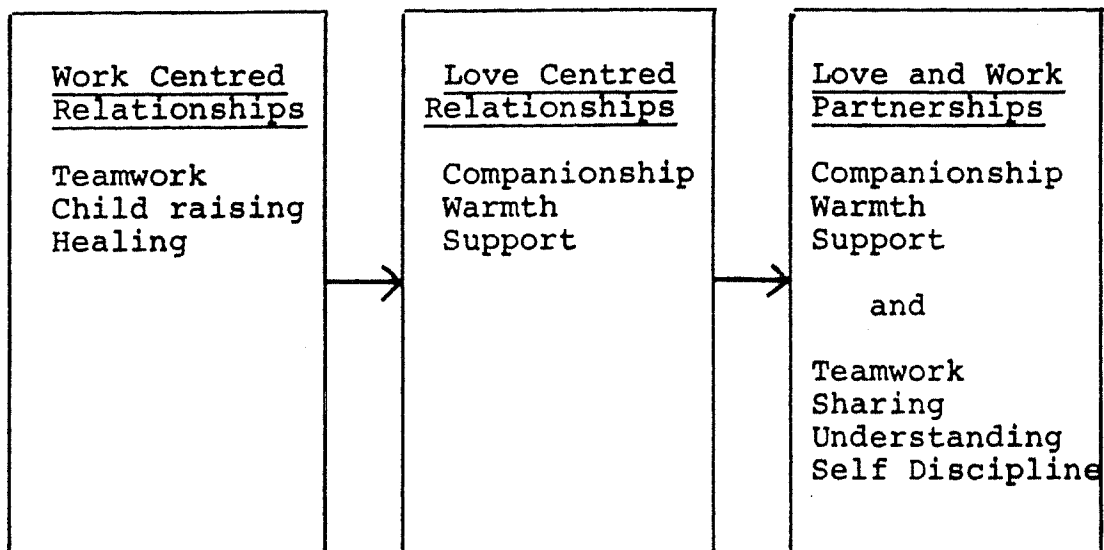 Work Centred
Relationships
Teamwork
Child raising
Healing
Love Centred
Relationships
Companionship
Warmth
Support
Love and Work
Partnerships
Companionship
Warmth
Support
and
Teamwork
Sharing
Understanding
Self Discipline